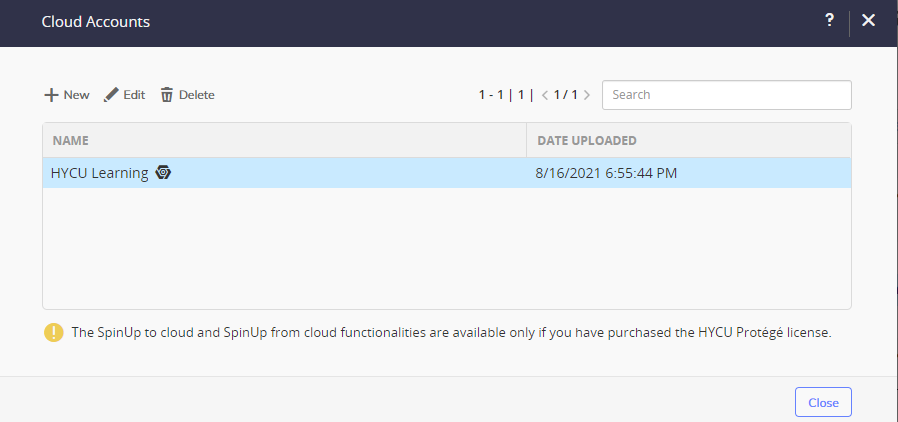 Cloud Accounts ?
New Edit Delete 1 - 1 | 1 | < 1 / 1 > Search
NAME DATE UPLOADED
HYCU Learning 8/16/2021 6:55:44 PM
! The SpinUp to cloud and SpinUp from cloud functionalities are available only if you have purchased the HYCU Protégé license.
Close